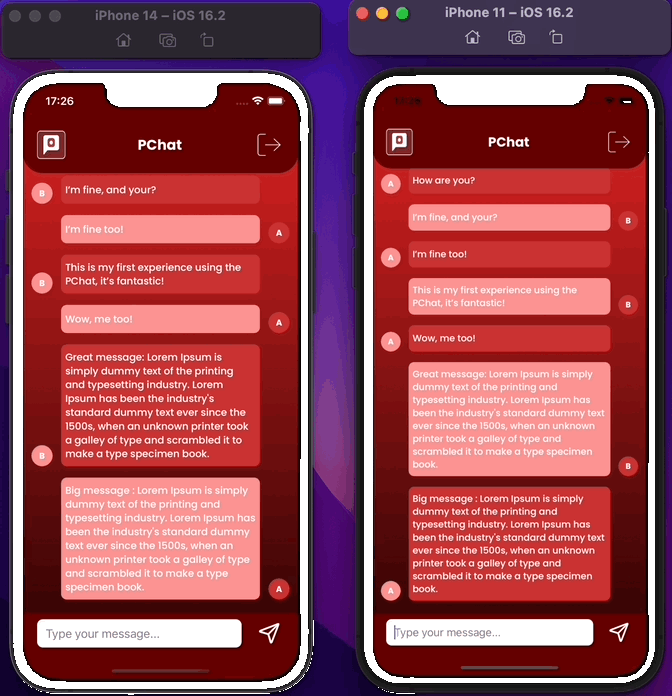 iPhone 14 – iOS 16.2
17:26
PChat
B
I'm fine, and your?
I'm fine too!
A
This is my first experience using the
PChat, it's fantastic!
B
Wow, me too!
A
Great message: Lorem Ipsum is
simply dummy text of the printing
and typesetting industry. Lorem
Ipsum has been the industry's
standard dummy text ever since the
1500s, when an unknown printer took
a galley of type and scrambled it to
make a type specimen book.
B
Big message : Lorem Ipsum is simply
dummy text of the printing and
typesetting industry. Lorem Ipsum has
been the industry's standard dummy
text ever since the 1500s, when an
unknown printer took a galley of type
and scrambled it to make a type
specimen book.
A
Type your message...
iPhone 11 – iOS 16.2
17:26
PChat
A
How are you?
I'm fine, and your?
B
A
I'm fine too!
This is my first experience using the
PChat, it's fantastic!
B
A
Wow, me too!
Great message: Lorem Ipsum is simply
dummy text of the printing and
typesetting industry. Lorem Ipsum has
been the industry's standard dummy text
ever since the 1500s, when an unknown
printer took a galley of type and
scrambled it to make a type specimen
book.
B
Big message : Lorem Ipsum is simply
dummy text of the printing and
typesetting industry. Lorem Ipsum has
been the industry's standard dummy text
ever since the 1500s, when an unknown
printer took a galley of type and
scrambled it to make a type specimen
book.
A
Type your message...